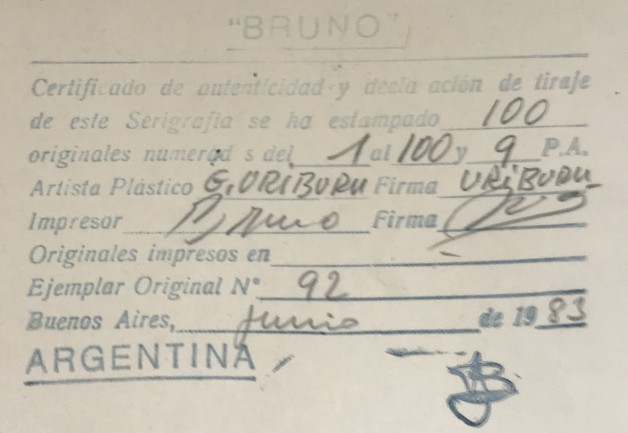 "BRUNO"
Certificado de autenticidad y declaración de tiraje
de este Serigrafia se ha estampado 100
originales numerad s del 1 al 100 y 9 P.A.
Artista Plástico G. URIBURU Firma URIBURU
Impresor Bruno Firma
Originales impresos en
Ejemplar Original N° 92
Buenos Aires, junio de 1983
ARGENTINA